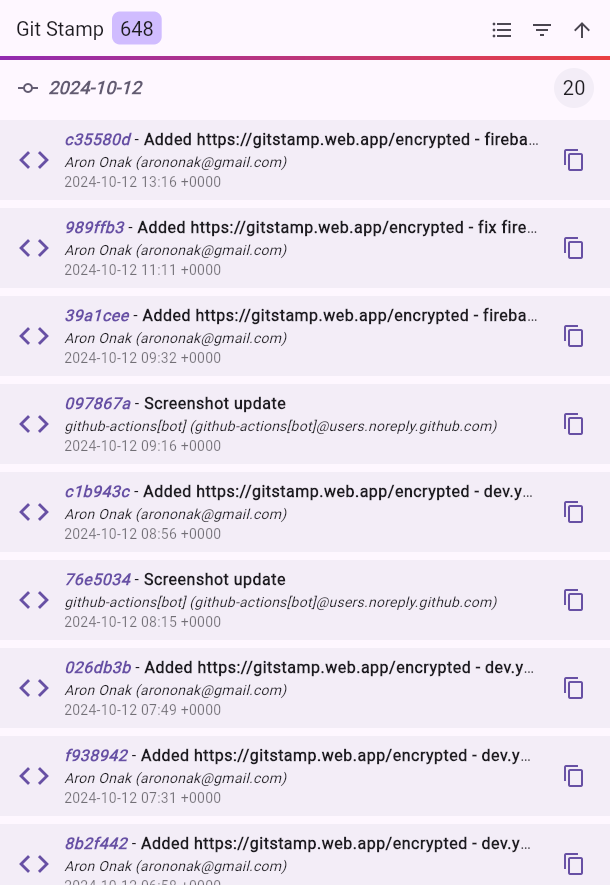 Git Stamp 648
2024-10-12 20
c35580d - Added https://gitstamp.web.app/encrypted - fireba…
Aron Onak (arononak@gmail.com)
2024-10-12 13:16 +0000
989ffb3 - Added https://gitstamp.web.app/encrypted - fix fire…
Aron Onak (arononak@gmail.com)
2024-10-12 11:11 +0000
39a1cee - Added https://gitstamp.web.app/encrypted - fireba…
Aron Onak (arononak@gmail.com)
2024-10-12 09:32 +0000
097867a - Screenshot update
github-actions[bot] (github-actions[bot]@users.noreply.github.com)
2024-10-12 09:16 +0000
c1b943c - Added https://gitstamp.web.app/encrypted - dev.y…
Aron Onak (arononak@gmail.com)
2024-10-12 08:56 +0000
76e5034 - Screenshot update
github-actions[bot] (github-actions[bot]@users.noreply.github.com)
2024-10-12 08:15 +0000
026db3b - Added https://gitstamp.web.app/encrypted - dev.y…
Aron Onak (arononak@gmail.com)
2024-10-12 07:49 +0000
f938942 - Added https://gitstamp.web.app/encrypted - dev.y…
Aron Onak (arononak@gmail.com)
2024-10-12 07:31 +0000
8b2f442 - Added https://gitstamp.web.app/encrypted - dev.y…
Aron Onak (arononak@gmail.com)
2024-10-12 06:58 +0000